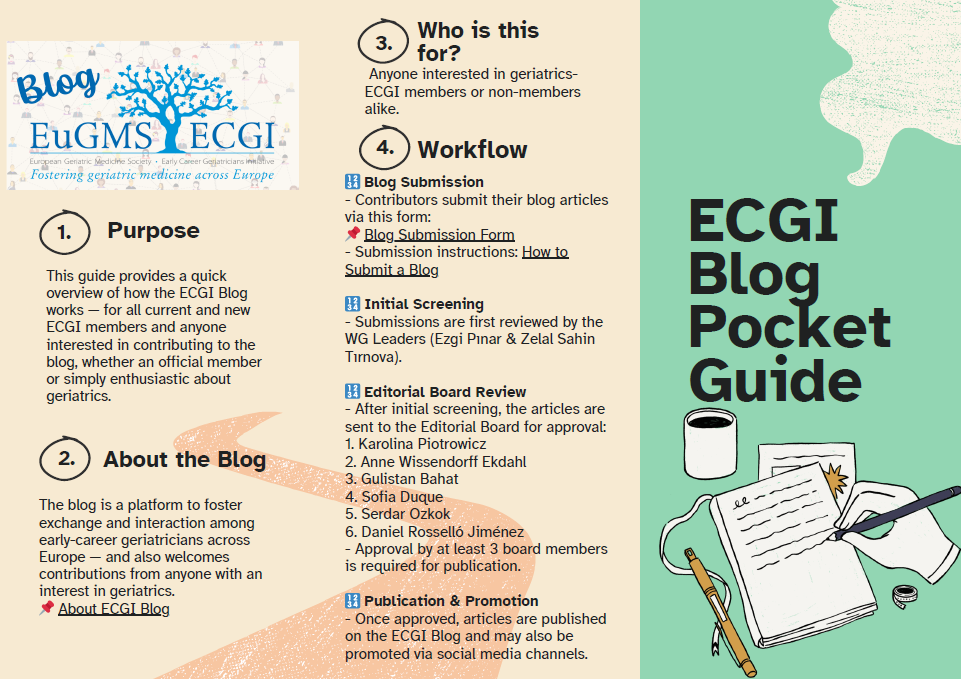 Blog
EuGMS ECGI
European Geriatric Medicine Society • Early Career Geriatricians Initiative
Fostering geriatric medicine across Europe
1. Purpose
This guide provides a quick
overview of how the ECGI Blog
works — for all current and new
ECGI members and anyone
interested in contributing to the
blog, whether an official member
or simply enthusiastic about
geriatrics.
2. About the Blog
The blog is a platform to foster
exchange and interaction among
early-career geriatricians across
Europe — and also welcomes
contributions from anyone with an
interest in geriatrics.
📌 About ECGI Blog
3. Who is this
for?
Anyone interested in geriatrics-
ECGI members or non-members
alike.
4. Workflow
🔢 Blog Submission
- Contributors submit their blog articles
via this form:
📌 Blog Submission Form
- Submission instructions: How to
Submit a Blog
🔢 Initial Screening
- Submissions are first reviewed by the
WG Leaders (Ezgi Pınar & Zelal Sahin
Tırnova).
🔢 Editorial Board Review
- After initial screening, the articles are
sent to the Editorial Board for approval:
1. Karolina Piotrowicz
2. Anne Wissendorff Ekdahl
3. Gulistan Bahat
4. Sofia Duque
5. Serdar Ozkok
6. Daniel Rosselló Jiménez
- Approval by at least 3 board members
is required for publication.
🔢 Publication & Promotion
- Once approved, articles are published
on the ECGI Blog and may also be
promoted via social media channels.
ECGI
Blog
Pocket
Guide